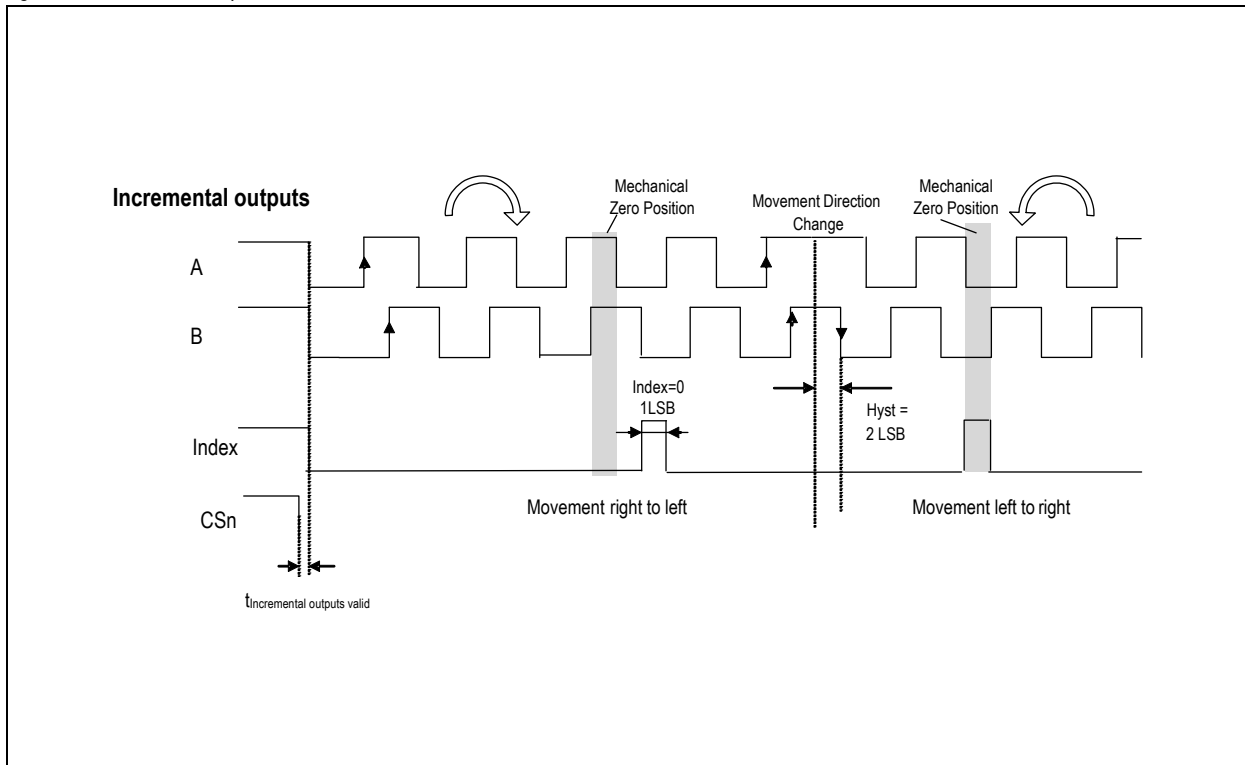 Incremental outputs
Mechanical
Zero Position
Movement Direction
Change
Mechanical
Zero Position
A
B
Index=0
1LSB
Hyst =
2 LSB
Index
Movement right to left
Movement left to right
CSn
tIncremental outputs valid